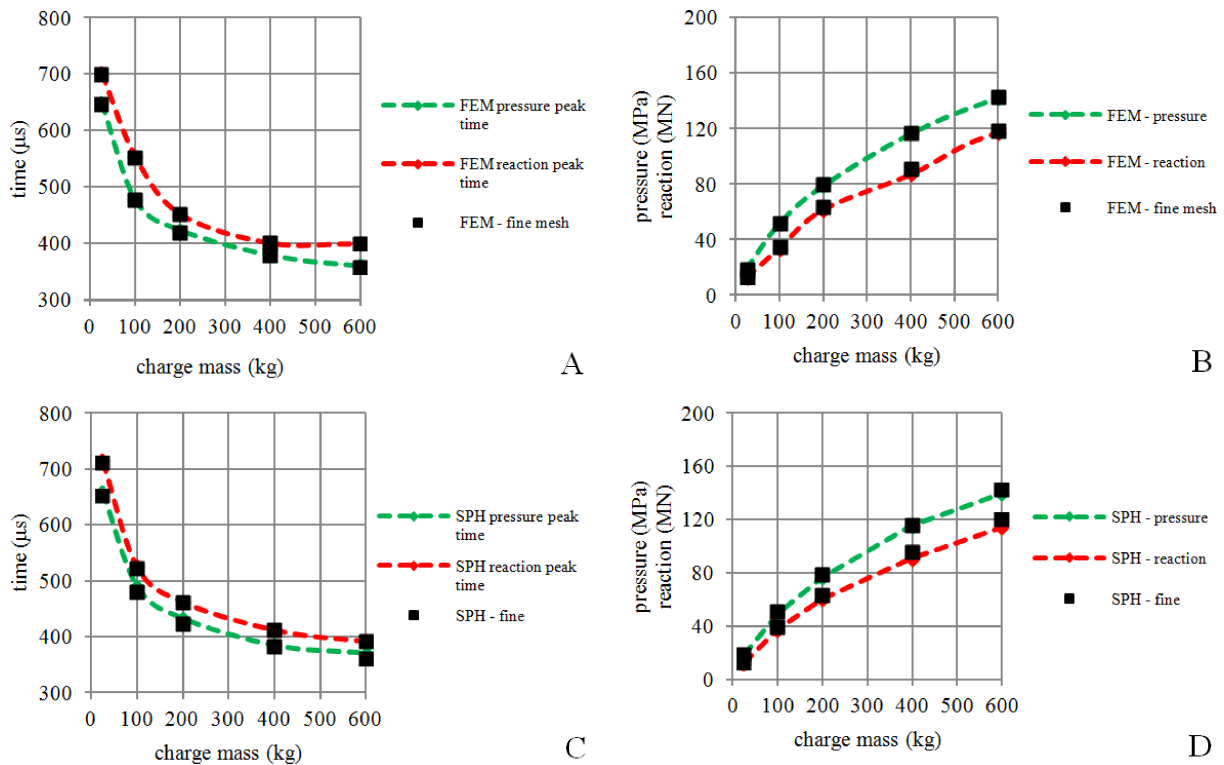 800
700
600
500
400
300
time (μs)
0 100 200 300 400 500 600
charge mass (kg)
FEM pressure peak
time
FEM reaction peak
time
FEM - fine mesh
A
200
160
120
80
40
0
pressure (MPa)
reaction (MN)
0 100 200 300 400 500 600
charge mass (kg)
FEM - pressure
FEM - reaction
FEM - fine mesh
B
800
700
600
500
400
300
time (μs)
0 100 200 300 400 500 600
charge mass (kg)
SPH pressure peak
time
SPH reaction peak
time
SPH - fine
C
200
160
120
80
40
0
pressure (MPa)
reaction (MN)
0 100 200 300 400 500 600
charge mass (kg)
SPH - pressure
SPH - reaction
SPH - fine
D